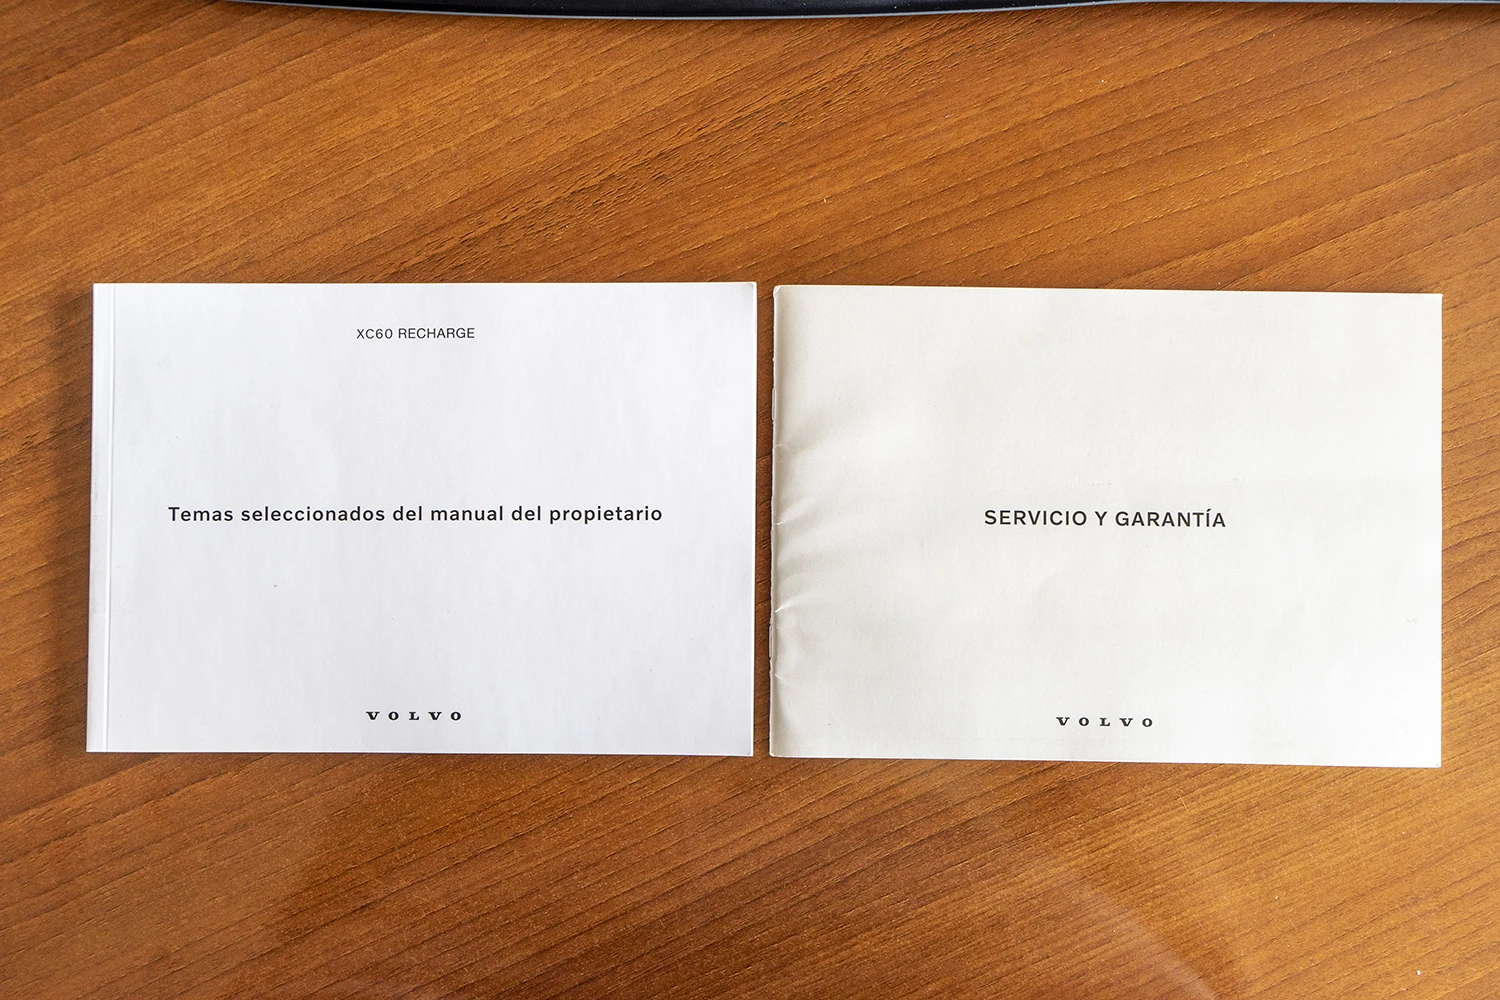 XC60 RECHARGE
Temas seleccionados del manual del propietario
VOLVO
SERVICIO Y GARANTÍA
VOLVO